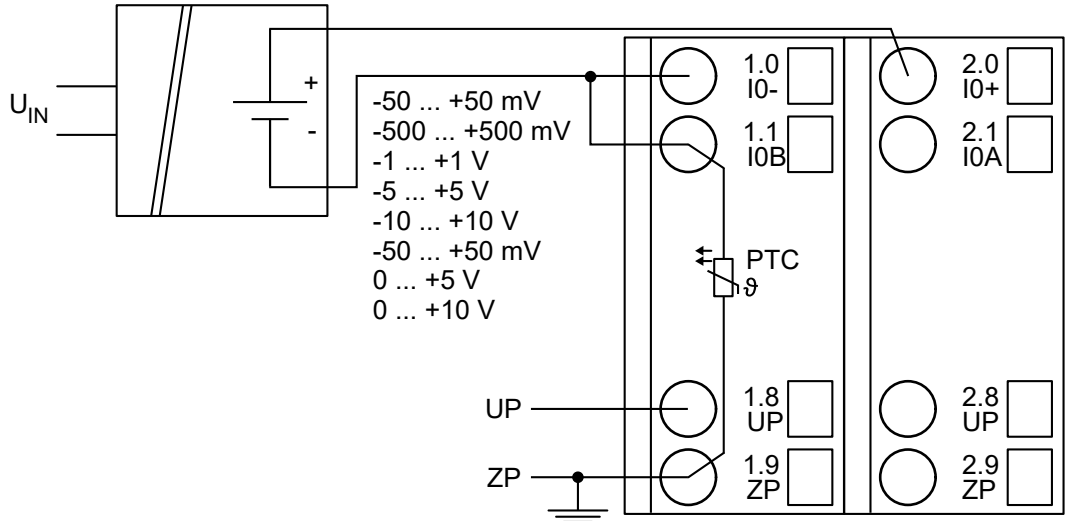 U_IN
+
-
-50 ... +50 mV
-500 ... +500 mV
-1 ... +1 V
-5 ... +5 V
-10 ... +10 V
-50 ... +50 mV
0 ... +5 V
0 ... +10 V
1.0
I0-
2.0
I0+
1.1
I0B
2.1
I0A
PTC
ϑ
UP
1.8
UP
2.8
UP
ZP
1.9
ZP
2.9
ZP